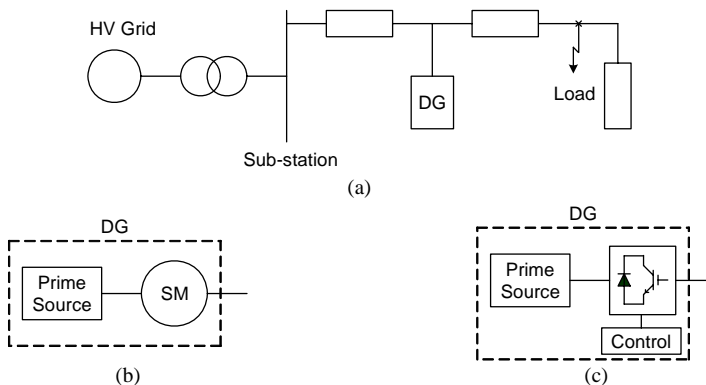 HV Grid
DG
Load
Sub-station
(a)
DG
Prime
Source
SM
(b)
DG
Prime
Source
Control
(c)